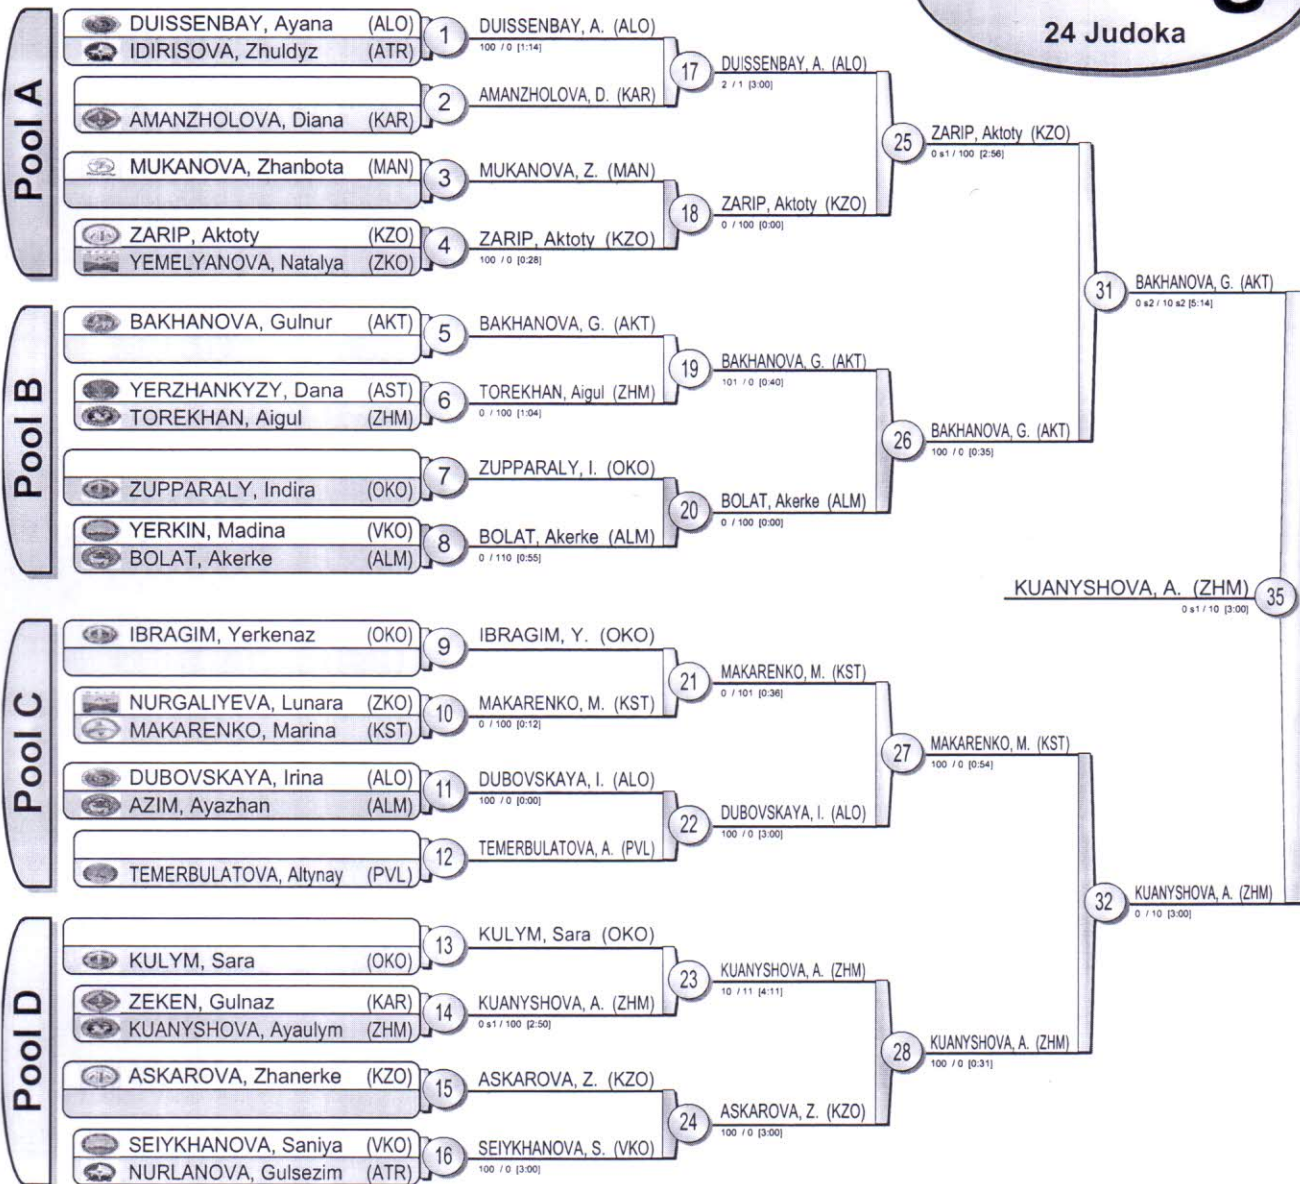 24 Judoka
Pool A
DUISSENBAY, Ayana (ALO)
IDIRISOVA, Zhuldyz (ATR)
1
DUISSENBAY, A. (ALO)
100 / 0 [1:14]
AMANZHOLOVA, Diana (KAR)
2
AMANZHOLOVA, D. (KAR)
17
DUISSENBAY, A. (ALO)
2 / 1 [3:00]
MUKANOVA, Zhanbota (MAN)
3
MUKANOVA, Z. (MAN)
ZARIP, Aktoty (KZO)
YEMELYANOVA, Natalya (ZKO)
4
ZARIP, Aktoty (KZO)
100 / 0 [0:28]
18
ZARIP, Aktoty (KZO)
0 / 100 [0:00]
25
ZARIP, Aktoty (KZO)
0 s1 / 100 [2:56]
Pool B
BAKHANOVA, Gulnur (AKT)
5
BAKHANOVA, G. (AKT)
YERZHANKYZY, Dana (AST)
TOREKHAN, Aigul (ZHM)
6
TOREKHAN, Aigul (ZHM)
0 / 100 [1:04]
19
BAKHANOVA, G. (AKT)
101 / 0 [0:40]
ZUPPARALY, Indira (OKO)
7
ZUPPARALY, I. (OKO)
YERKIN, Madina (VKO)
BOLAT, Akerke (ALM)
8
BOLAT, Akerke (ALM)
0 / 110 [0:55]
20
BOLAT, Akerke (ALM)
0 / 100 [0:00]
26
BAKHANOVA, G. (AKT)
100 / 0 [0:35]
31
BAKHANOVA, G. (AKT)
0 s2 / 10 s2 [5:14]
KUANYSHOVA, A. (ZHM)
0 s1 / 10 [3:00]
35
Pool C
IBRAGIM, Yerkenaz (OKO)
9
IBRAGIM, Y. (OKO)
NURGALIYEVA, Lunara (ZKO)
MAKARENKO, Marina (KST)
10
MAKARENKO, M. (KST)
0 / 100 [0:12]
21
MAKARENKO, M. (KST)
0 / 101 [0:36]
DUBOVSKAYA, Irina (ALO)
AZIM, Ayazhan (ALM)
11
DUBOVSKAYA, I. (ALO)
100 / 0 [0:00]
TEMERBULATOVA, Altynay (PVL)
12
TEMERBULATOVA, A. (PVL)
22
DUBOVSKAYA, I. (ALO)
100 / 0 [3:00]
27
MAKARENKO, M. (KST)
100 / 0 [0:54]
Pool D
KULYM, Sara (OKO)
13
KULYM, Sara (OKO)
ZEKEN, Gulnaz (KAR)
KUANYSHOVA, Ayaulym (ZHM)
14
KUANYSHOVA, A. (ZHM)
0 s1 / 100 [2:50]
23
KUANYSHOVA, A. (ZHM)
10 / 11 [4:11]
ASKAROVA, Zhanerke (KZO)
15
ASKAROVA, Z. (KZO)
SEIYKHANOVA, Saniya (VKO)
NURLANOVA, Gulsezim (ATR)
16
SEIYKHANOVA, S. (VKO)
100 / 0 [3:00]
24
ASKAROVA, Z. (KZO)
100 / 0 [3:00]
28
KUANYSHOVA, A. (ZHM)
100 / 0 [0:31]
32
KUANYSHOVA, A. (ZHM)
0 / 10 [3:00]